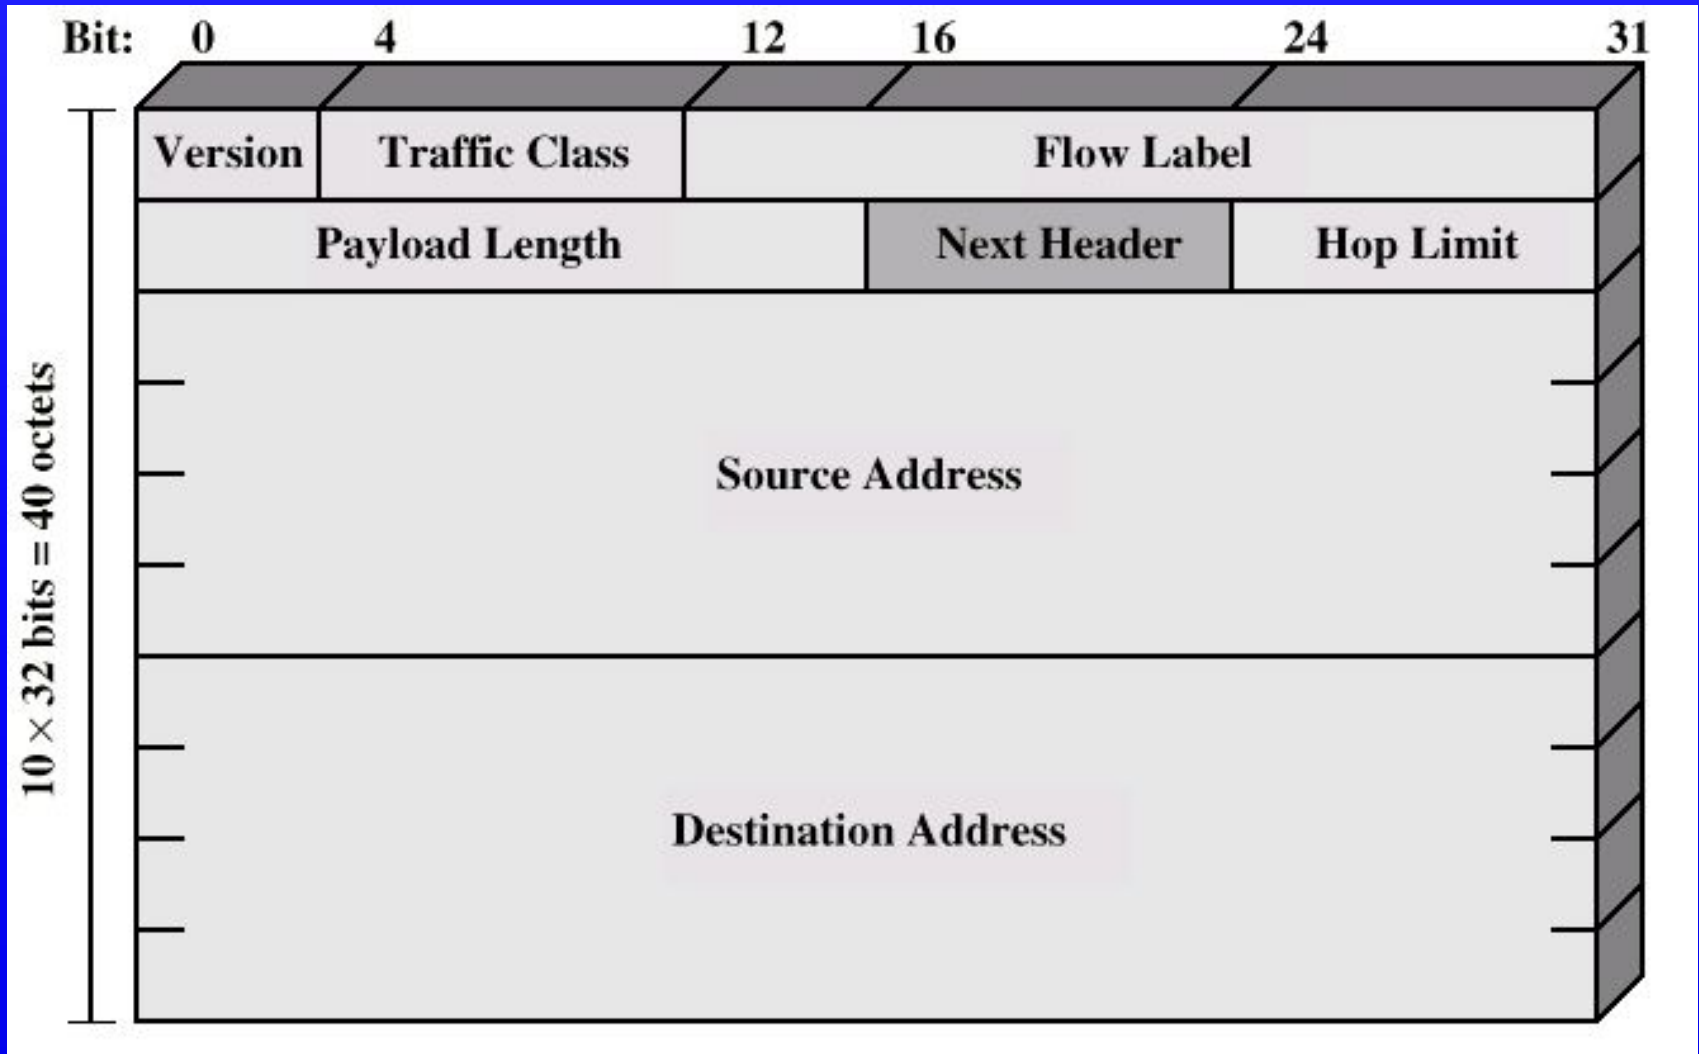 Bit: 0 4 12 16 24 31
Version Traffic Class Flow Label
Payload Length Next Header Hop Limit
Source Address
Destination Address
10 × 32 bits = 40 octets